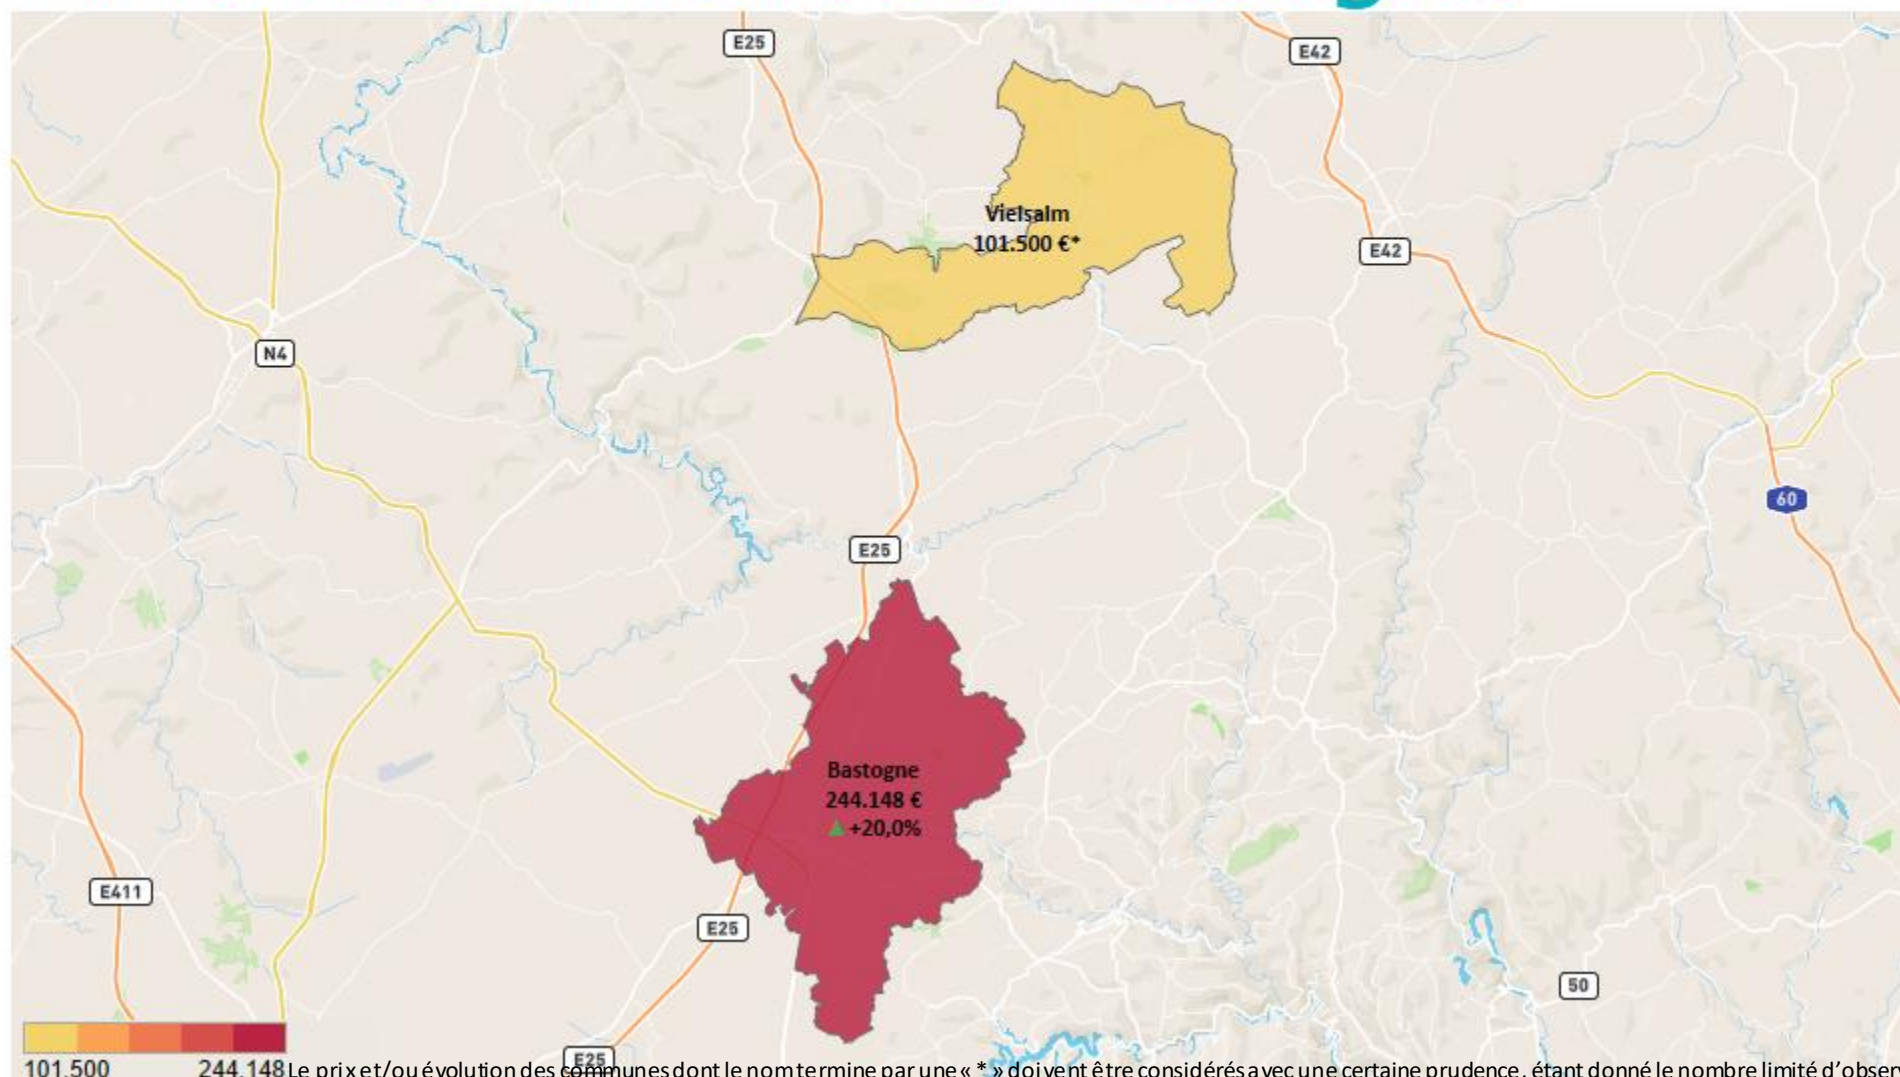 E25
E42
Vielsalm
101.500 €*
E42
N4
60
E25
Bastogne
244.148 €
▲ +20,0%
E411
E25
50
E25
101.500
244.148
Le prix et/ou évolution des communes dont le nom termine par une « * » doivent être considérés avec une certaine prudence, étant donné le nombre limité d'obser